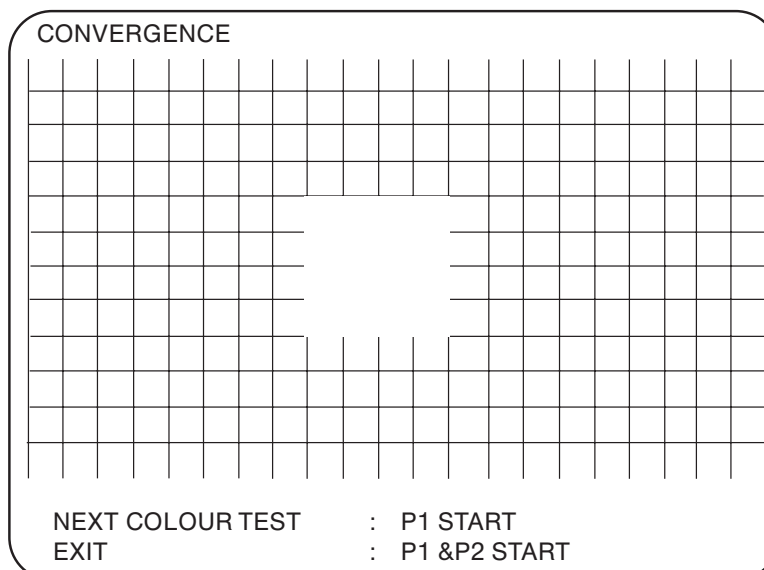 CONVERGENCE
NEXT COLOUR TEST : P1 START
EXIT : P1 &P2 START